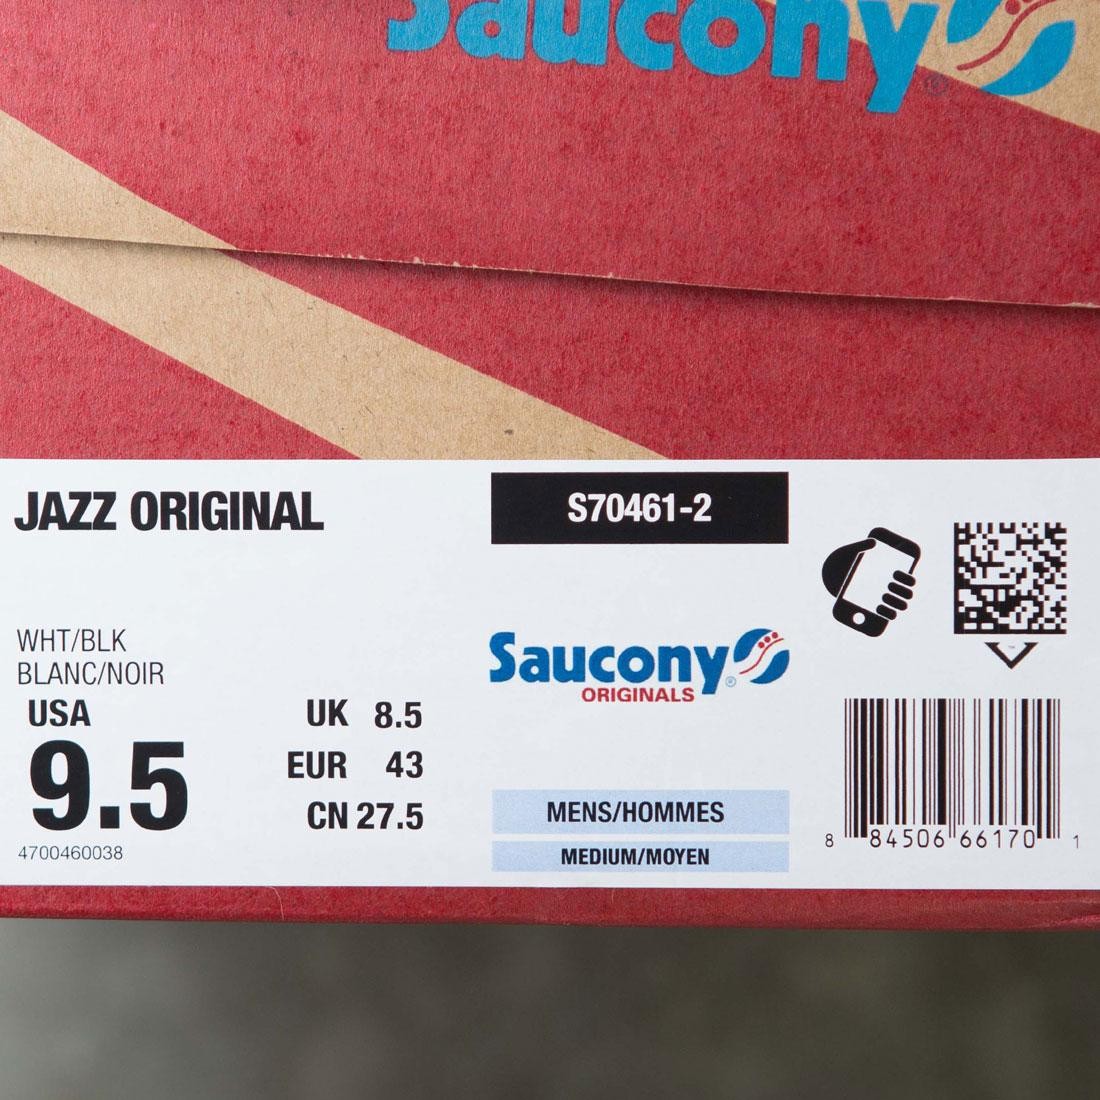 Saucony
®
JAZZ ORIGINAL
S70461-2
WHT/BLK
BLANC/NOIR
Saucony®
ORIGINALS
USA
9.5
UK 8.5
EUR 43
CN 27.5
MENS/HOMMES
MEDIUM/MOYEN
4700460038
8 84506 66170 1